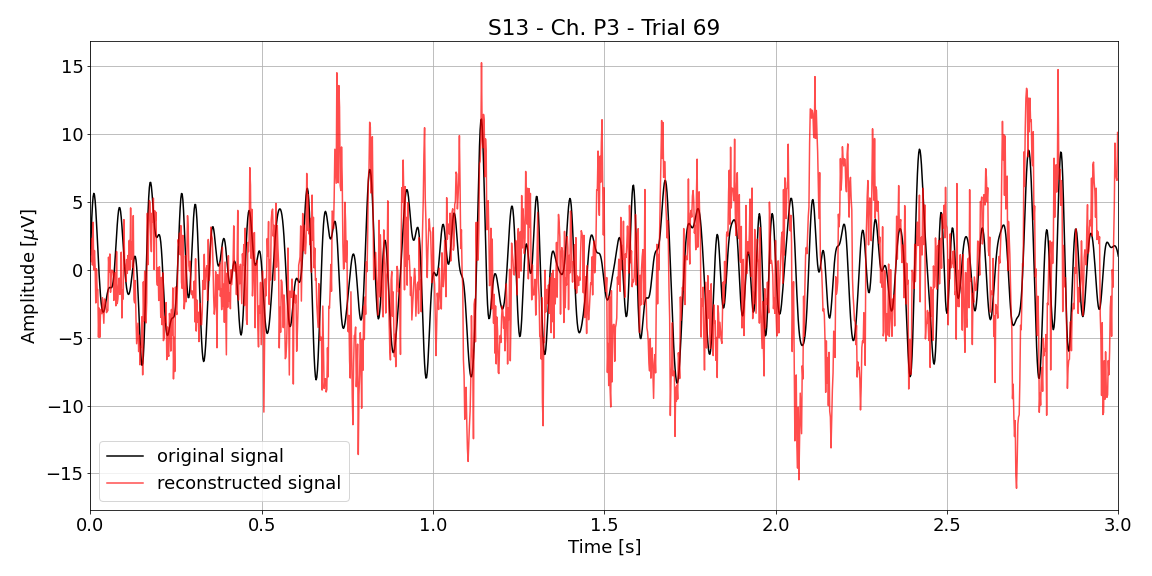 S13 - Ch. P3 - Trial 69
15
10
5
0
−5
−10
−15
Amplitude [μV]
original signal
reconstructed signal
0.0 0.5 1.0 1.5 2.0 2.5 3.0
Time [s]